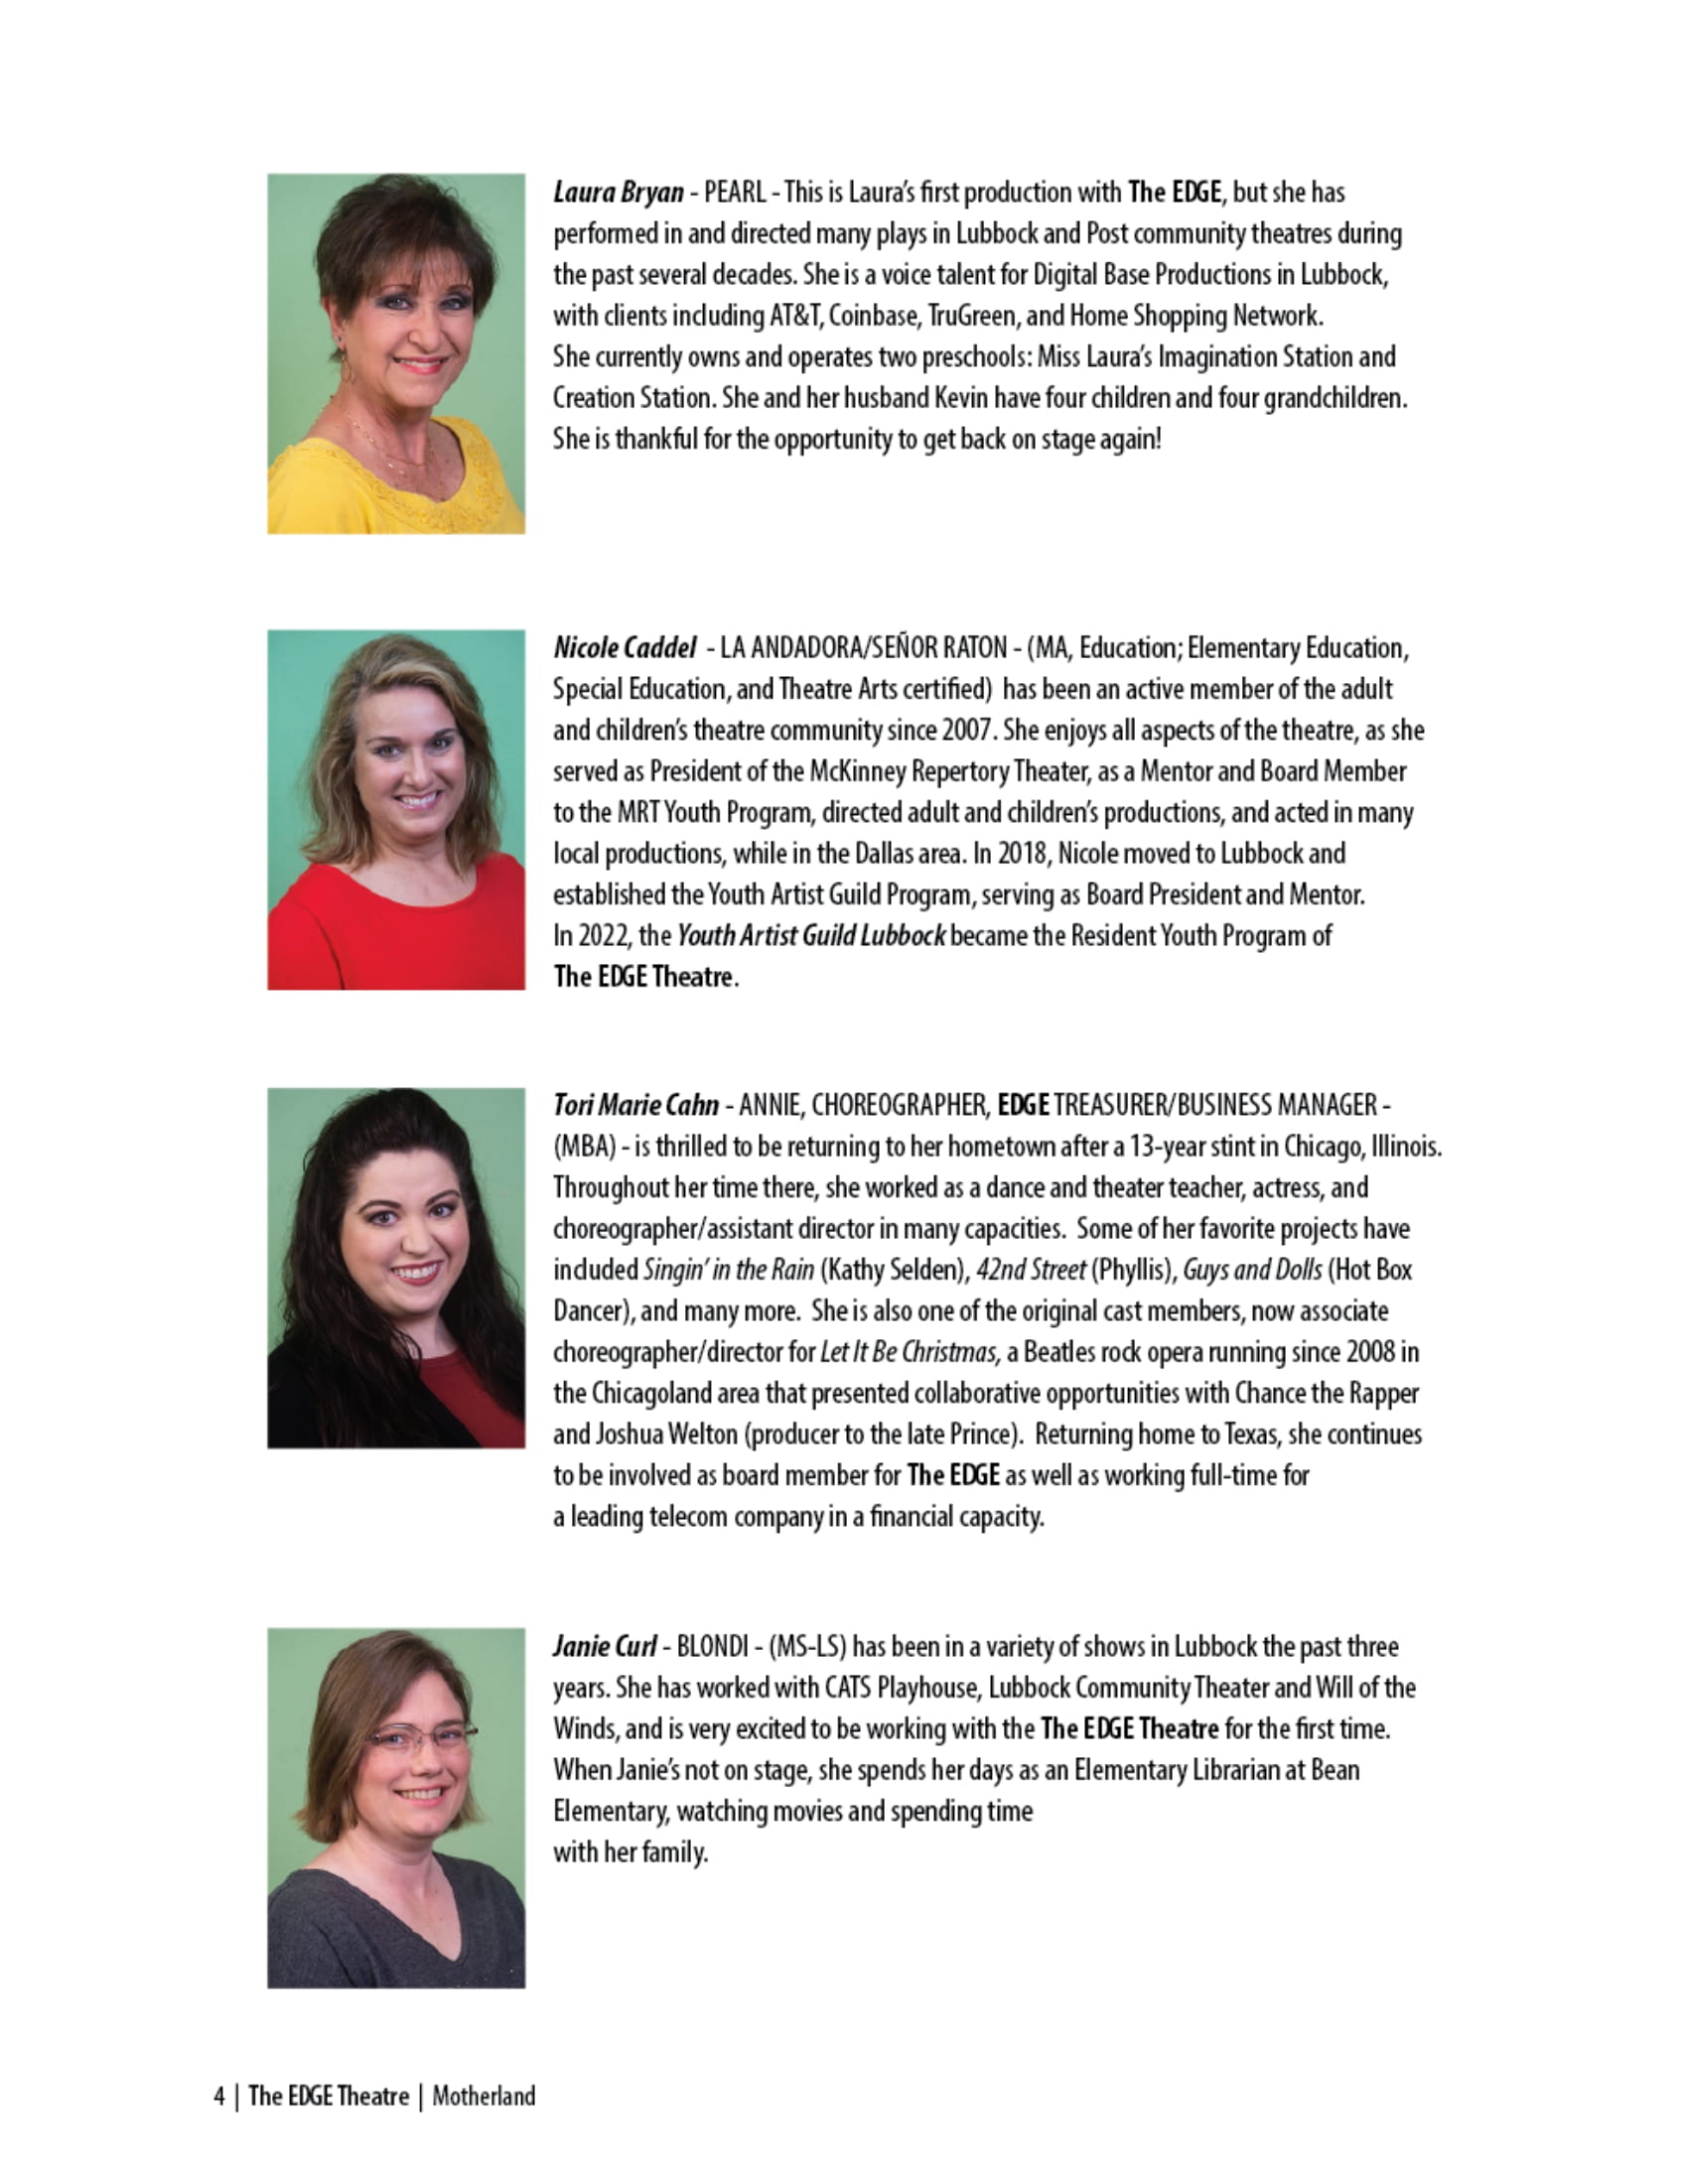 Laura Bryan - PEARL - This is Laura's first production with The EDGE, but she has
performed in and directed many plays in Lubbock and Post community theatres during
the past several decades. She is a voice talent for Digital Base Productions in Lubbock,
with clients including AT&T, Coinbase, TruGreen, and Home Shopping Network.
She currently owns and operates two preschools: Miss Laura's Imagination Station and
Creation Station. She and her husband Kevin have four children and four grandchildren.
She is thankful for the opportunity to get back on stage again!
Nicole Caddel - LA ANDADORA/SEÑOR RATON - (MA, Education; Elementary Education,
Special Education, and Theatre Arts certified) has been an active member of the adult
and children's theatre community since 2007. She enjoys all aspects of the theatre, as she
served as President of the McKinney Repertory Theater, as a Mentor and Board Member
to the MRT Youth Program, directed adult and children's productions, and acted in many
local productions, while in the Dallas area. In 2018, Nicole moved to Lubbock and
established the Youth Artist Guild Program, serving as Board President and Mentor.
In 2022, the Youth Artist Guild Lubbock became the Resident Youth Program of
The EDGE Theatre.
Tori Marie Cahn - ANNIE, CHOREOGRAPHER, EDGE TREASURER/BUSINESS MANAGER -
(MBA) - is thrilled to be returning to her hometown after a 13-year stint in Chicago, Illinois.
Throughout her time there, she worked as a dance and theater teacher, actress, and
choreographer/assistant director in many capacities. Some of her favorite projects have
included Singin' in the Rain (Kathy Selden), 42nd Street (Phyllis), Guys and Dolls (Hot Box
Dancer), and many more. She is also one of the original cast members, now associate
choreographer/director for Let It Be Christmas, a Beatles rock opera running since 2008 in
the Chicagoland area that presented collaborative opportunities with Chance the Rapper
and Joshua Welton (producer to the late Prince). Returning home to Texas, she continues
to be involved as board member for The EDGE as well as working full-time for
a leading telecom company in a financial capacity.
Janie Curl - BLONDI - (MS-LS) has been in a variety of shows in Lubbock the past three
years. She has worked with CATS Playhouse, Lubbock Community Theater and Will of the
Winds, and is very excited to be working with the The EDGE Theatre for the first time.
When Janie's not on stage, she spends her days as an Elementary Librarian at Bean
Elementary, watching movies and spending time
with her family.
4 | The EDGE Theatre | Motherland